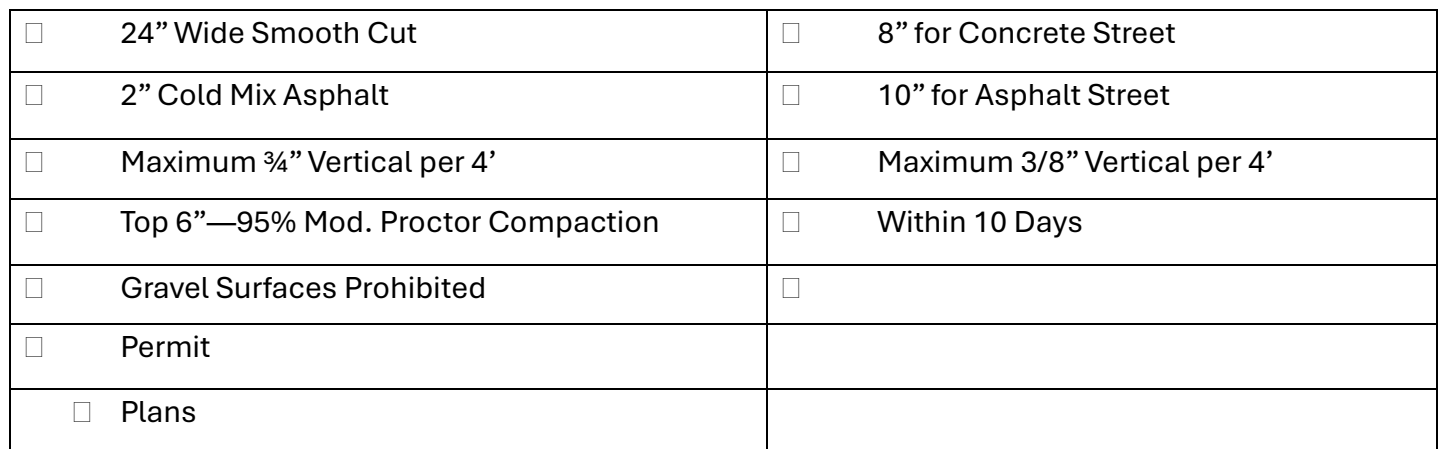 ☐ 24” Wide Smooth Cut
☐ 8” for Concrete Street
☐ 2” Cold Mix Asphalt
☐ 10” for Asphalt Street
☐ Maximum ¾” Vertical per 4’
☐ Maximum 3/8” Vertical per 4’
☐ Top 6”—95% Mod. Proctor Compaction
☐ Within 10 Days
☐ Gravel Surfaces Prohibited
☐
☐ Permit
☐ Plans